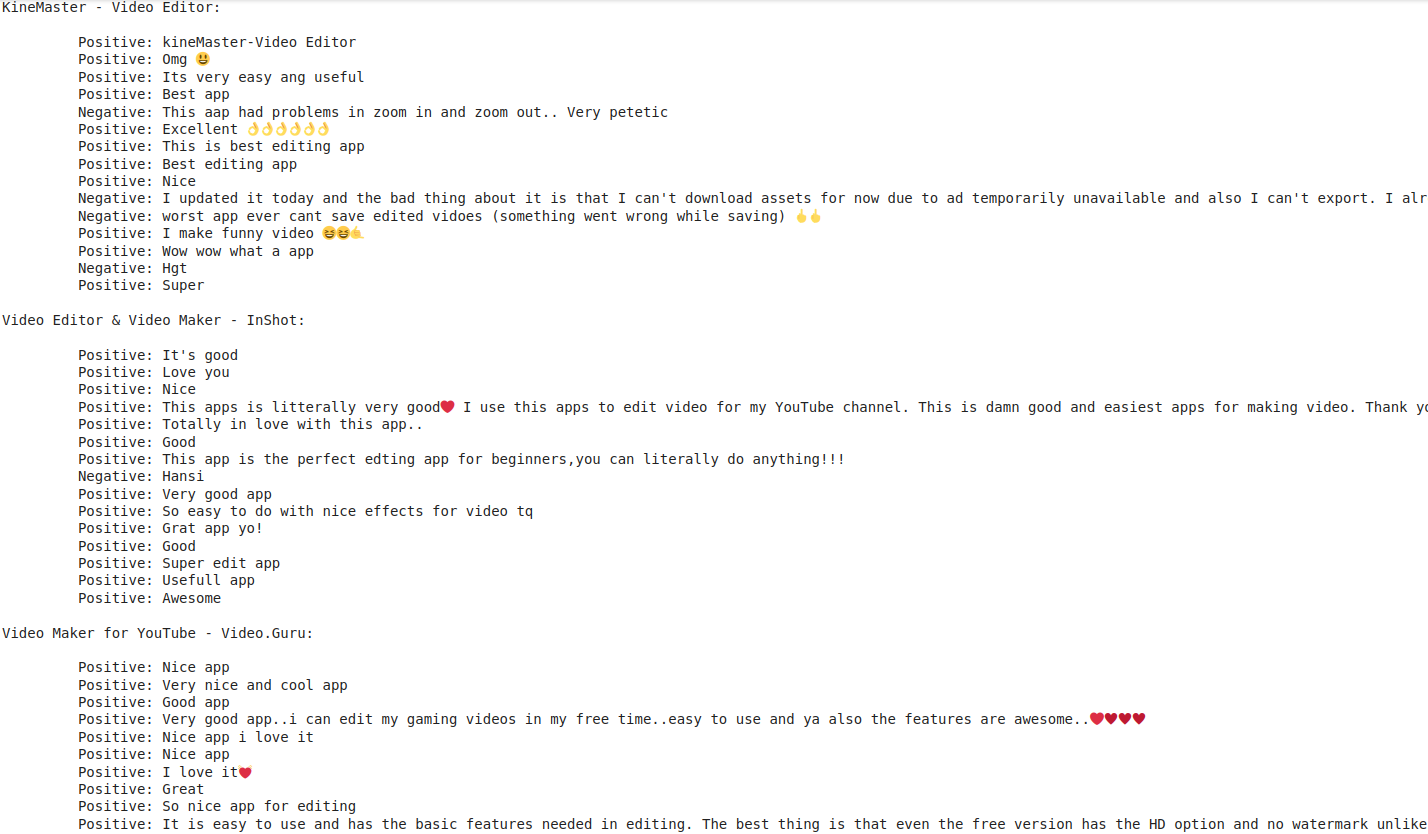 KineMaster - Video Editor:
Positive: kineMaster-Video Editor
Positive: Omg 😃
Positive: Its very easy ang useful
Positive: Best app
Negative: This aap had problems in zoom in and zoom out.. Very petetic
Positive: Excellent 👌👌👌👌👌👌
Positive: This is best editing app
Positive: Best editing app
Positive: Nice
Negative: I updated it today and the bad thing about it is that I can't download assets for now due to ad temporarily unavailable and also I can't export. I alr
Negative: worst app ever cant save edited vidoes (something went wrong while saving) 🖕🖕
Positive: I make funny video 😆😆🤙
Positive: Wow wow what a app
Negative: Hgt
Positive: Super
Video Editor & Video Maker - InShot:
Positive: It's good
Positive: Love you
Positive: Nice
Positive: This apps is litterally very good❤ I use this apps to edit video for my YouTube channel. This is damn good and easiest apps for making video. Thank yo
Positive: Totally in love with this app..
Positive: Good
Positive: This app is the perfect edting app for beginners,you can literally do anything!!!
Negative: Hansi
Positive: Very good app
Positive: So easy to do with nice effects for video tq
Positive: Grat app yo!
Positive: Good
Positive: Super edit app
Positive: Usefull app
Positive: Awesome
Video Maker for YouTube - Video.Guru:
Positive: Nice app
Positive: Very nice and cool app
Positive: Good app
Positive: Very good app..i can edit my gaming videos in my free time..easy to use and ya also the features are awesome..❤♥♥♥
Positive: Nice app i love it
Positive: Nice app
Positive: I love it💓
Positive: Great
Positive: So nice app for editing
Positive: It is easy to use and has the basic features needed in editing. The best thing is that even the free version has the HD option and no watermark unlike